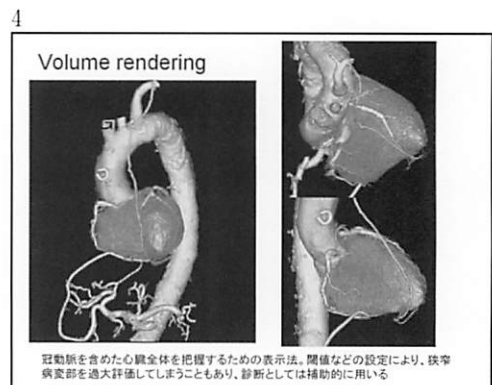 4
Volume rendering
冠動脈を含めた心臓全体を把握するための表示法。閾値などの設定により、狭窄
病変部を過大評価してしまうこともあり、診断としては補助的に用いる